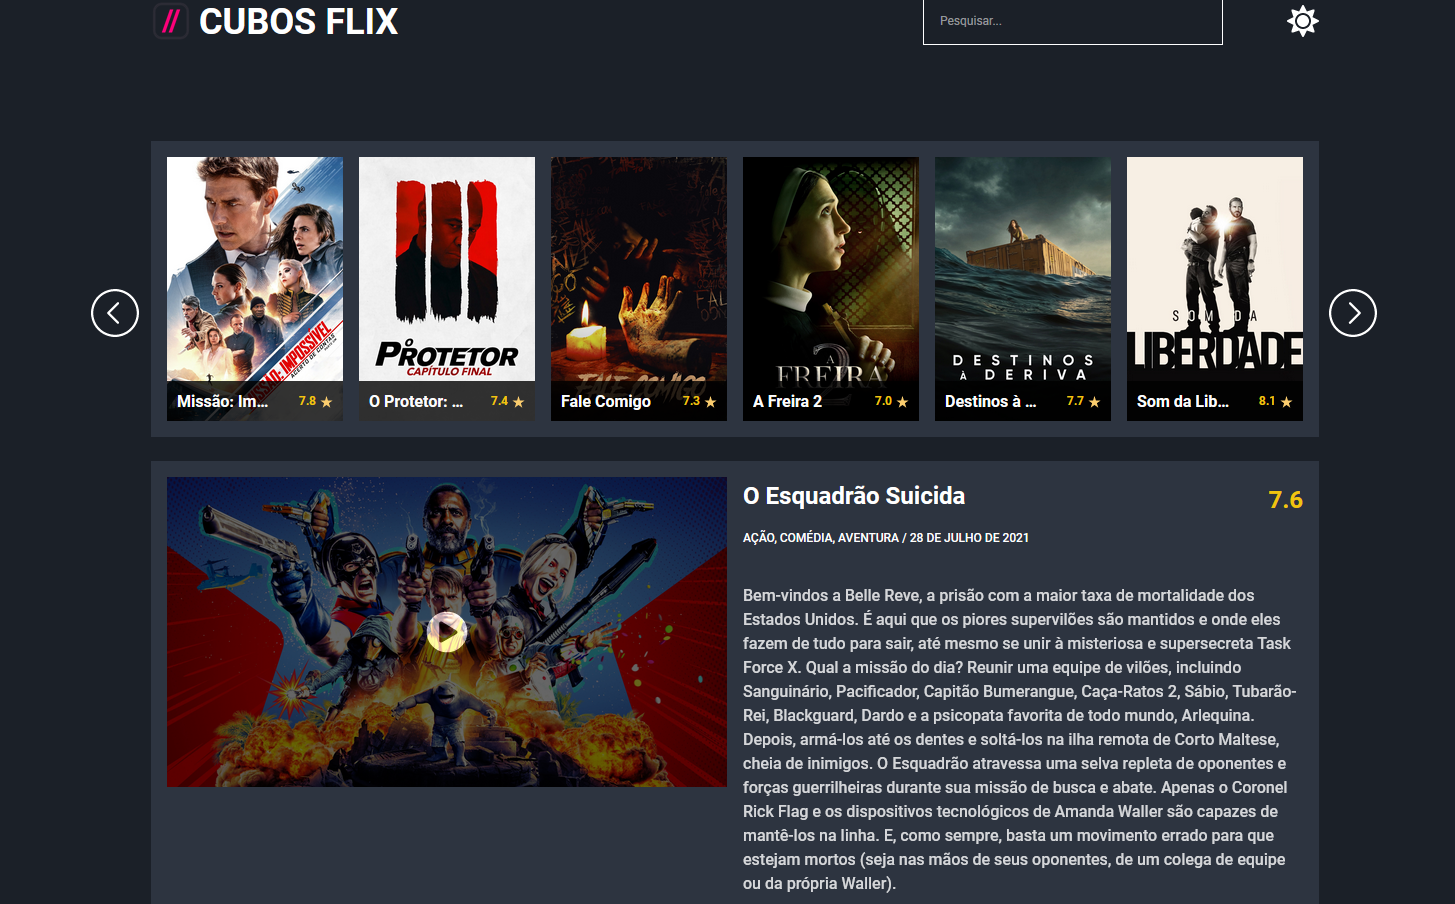 // CUBOS FLIX
Pesquisar...
MISSÃO: IMPOSSÍVEL
ACERTO DE CONTAS
Missão: Im... 7.8 ★
O PROTETOR
CAPÍTULO FINAL
O Protetor: ... 7.4 ★
FALE COMIGO
Fale Comigo 7.3 ★
A FREIRA 2
A Freira 2 7.0 ★
DESTINOS
À DERIVA
Destinos à ... 7.7 ★
SOM DA
LIBERDADE
Som da Lib... 8.1 ★
O Esquadrão Suicida 7.6
AÇÃO, COMÉDIA, AVENTURA / 28 DE JULHO DE 2021
Bem-vindos a Belle Reve, a prisão com a maior taxa de mortalidade dos
Estados Unidos. É aqui que os piores supervilões são mantidos e onde eles
fazem de tudo para sair, até mesmo se unir à misteriosa e supersecreta Task
Force X. Qual a missão do dia? Reunir uma equipe de vilões, incluindo
Sanguinário, Pacificador, Capitão Bumerangue, Caça-Ratos 2, Sábio, Tubarão-
Rei, Blackguard, Dardo e a psicopata favorita de todo mundo, Arlequina.
Depois, armá-los até os dentes e soltá-los na ilha remota de Corto Maltese,
cheia de inimigos. O Esquadrão atravessa uma selva repleta de oponentes e
forças guerrilheiras durante sua missão de busca e abate. Apenas o Coronel
Rick Flag e os dispositivos tecnológicos de Amanda Waller são capazes de
mantê-los na linha. E, como sempre, basta um movimento errado para que
estejam mortos (seja nas mãos de seus oponentes, de um colega de equipe
ou da própria Waller).